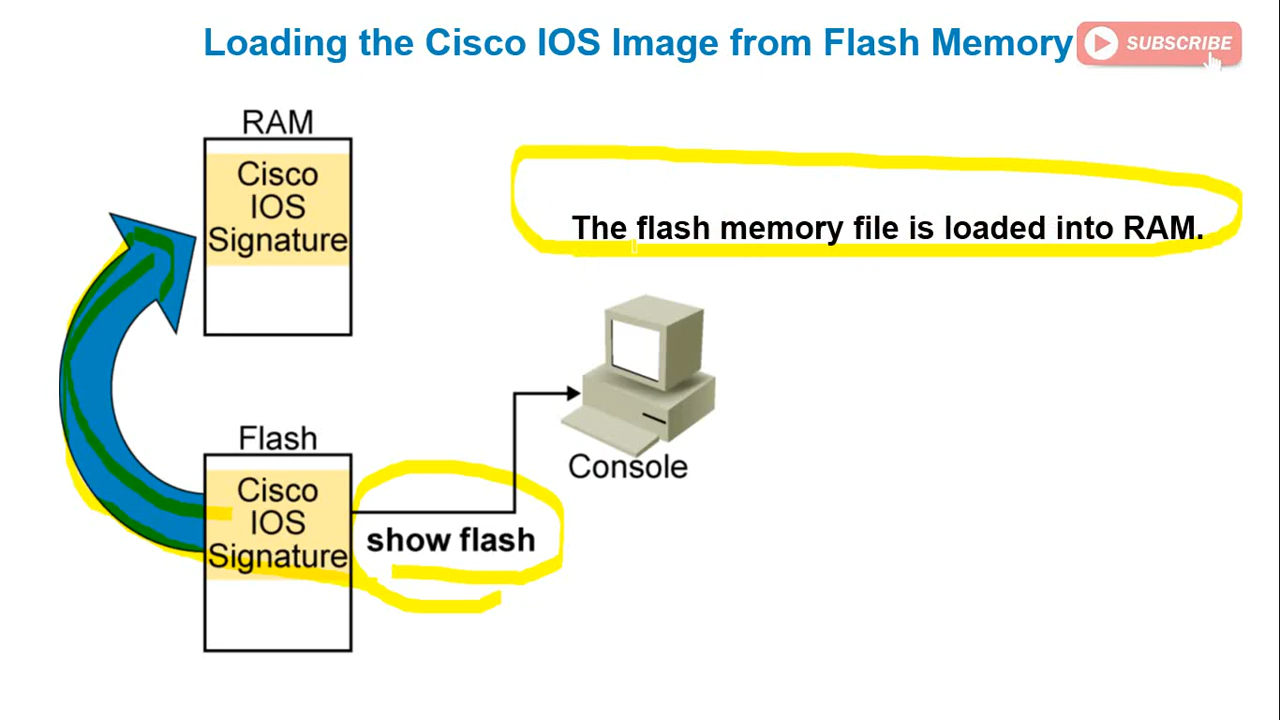 Loading the Cisco IOS Image from Flash Memory
SUBSCRIBE
RAM
Cisco
IOS
Signature
The flash memory file is loaded into RAM.
Flash
Cisco
IOS
Signature
show flash
Console